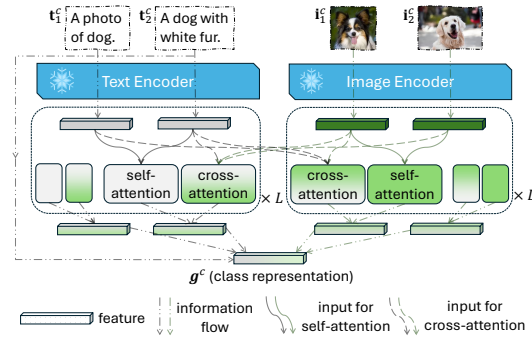 t₁ᶜ A photo of dog.
t₂ᶜ A dog with white fur.
i₁ᶜ
i₂ᶜ
Text Encoder
Image Encoder
self-attention
cross-attention
× L
cross-attention
self-attention
× L
gᶜ (class representation)
feature
information flow
input for self-attention
input for cross-attention